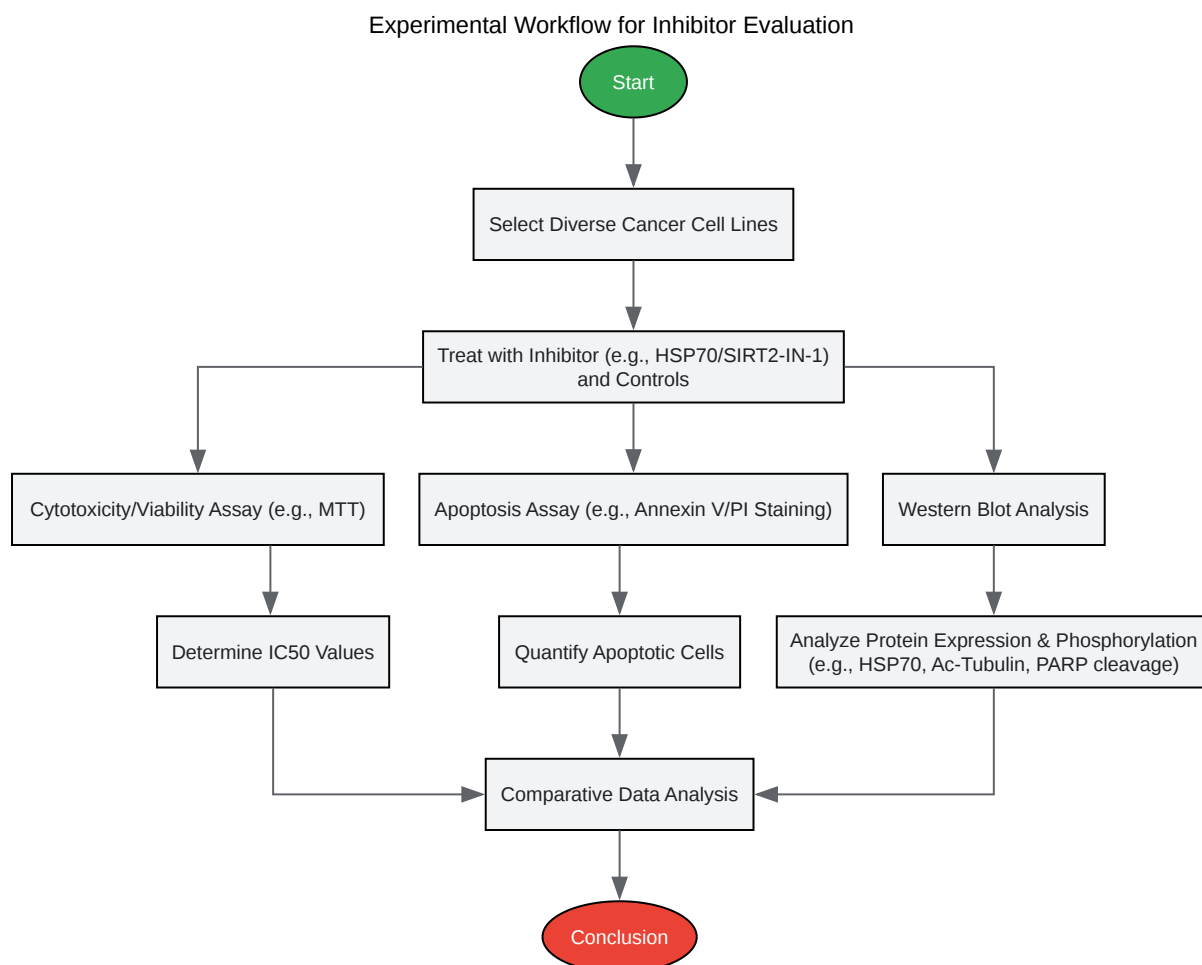 Experimental Workflow for Inhibitor Evaluation
Start
Select Diverse Cancer Cell Lines
Treat with Inhibitor (e.g., HSP70/SIRT2-IN-1)
and Controls
Cytotoxicity/Viability Assay (e.g., MTT)
Apoptosis Assay (e.g., Annexin V/PI Staining)
Western Blot Analysis
Determine IC50 Values
Quantify Apoptotic Cells
Analyze Protein Expression & Phosphorylation
(e.g., HSP70, Ac-Tubulin, PARP cleavage)
Comparative Data Analysis
Conclusion